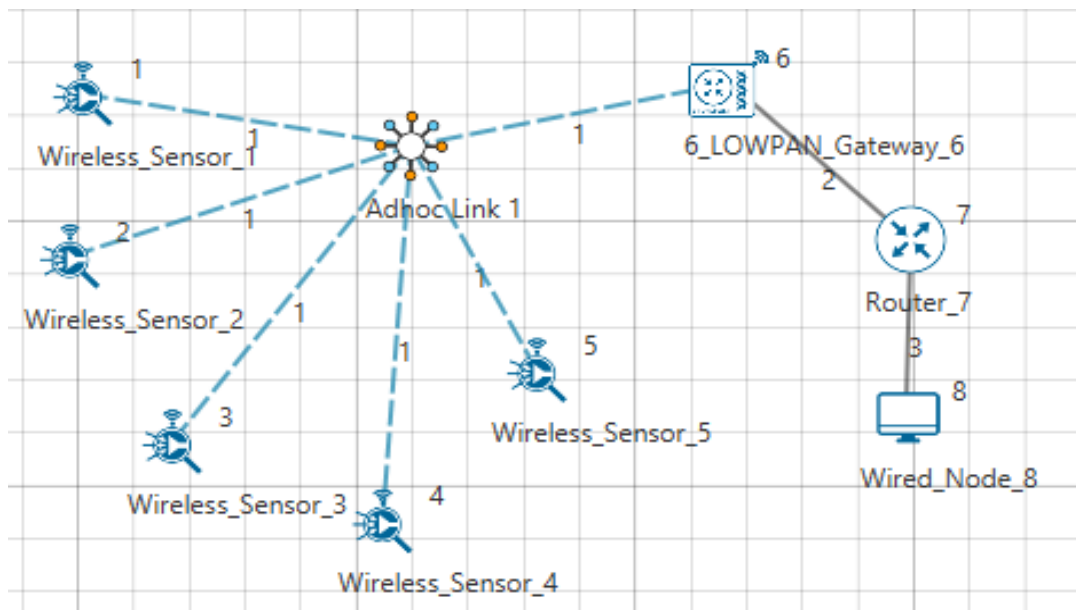 1
6
1
1
Wireless_Sensor_1
6_LOWPAN_Gateway_6
2
Adhoc Link 1
7
2
1
1
Router_7
Wireless_Sensor_2
1
1
5
3
8
3
Wireless_Sensor_5
Wired_Node_8
Wireless_Sensor_3
4
Wireless_Sensor_4